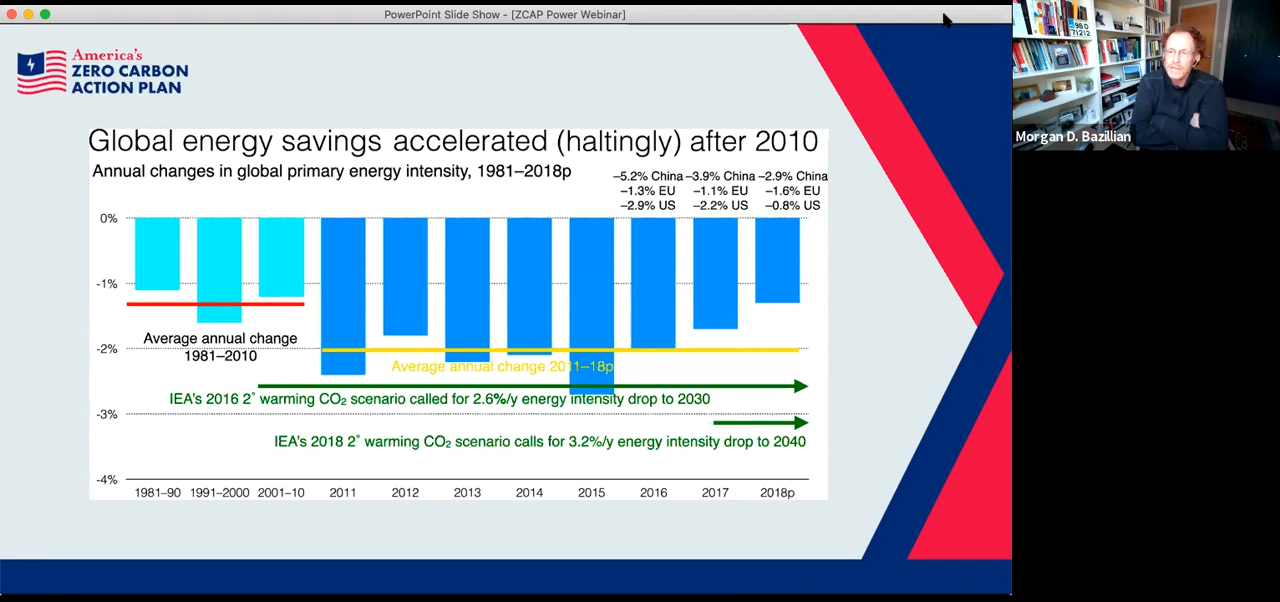 PowerPoint Slide Show - [ZCAP Power Webinar]
America's
ZERO CARBON
ACTION PLAN
98 D
71212
Morgan D. Bazillian
Global energy savings accelerated (haltingly) after 2010
Annual changes in global primary energy intensity, 1981–2018p
–5.2% China –3.9% China –2.9% China
–1.3% EU –1.1% EU –1.6% EU
–2.9% US –2.2% US –0.8% US
0%
-1%
Average annual change
1981–2010
-2%
Average annual change 2011–18p
IEA's 2016 2° warming CO₂ scenario called for 2.6%/y energy intensity drop to 2030
-3%
IEA's 2018 2° warming CO₂ scenario calls for 3.2%/y energy intensity drop to 2040
-4%
1981–90 1991–2000 2001–10 2011 2012 2013 2014 2015 2016 2017 2018p